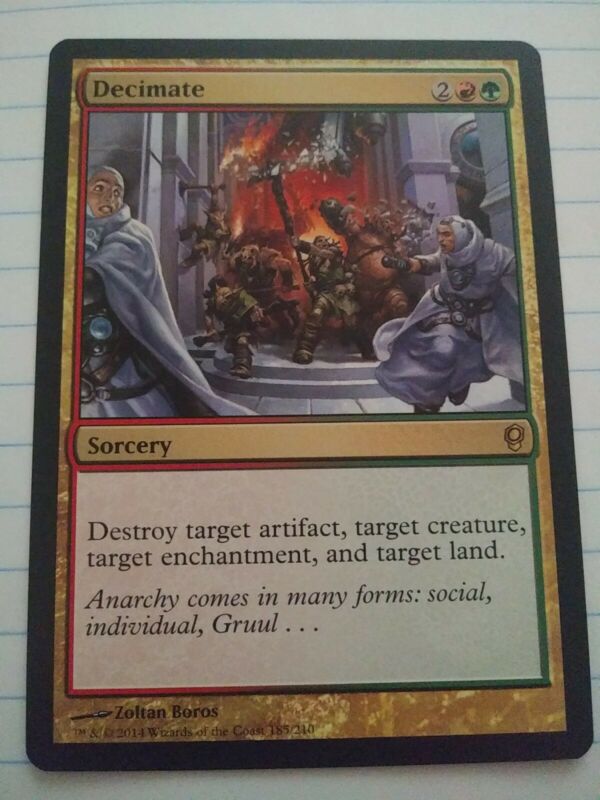 Decimate 2
Sorcery
Destroy target artifact, target creature,
target enchantment, and target land.
Anarchy comes in many forms: social,
individual, Gruul . . .
Zoltan Boros
™ & © 2014 Wizards of the Coast 185/210